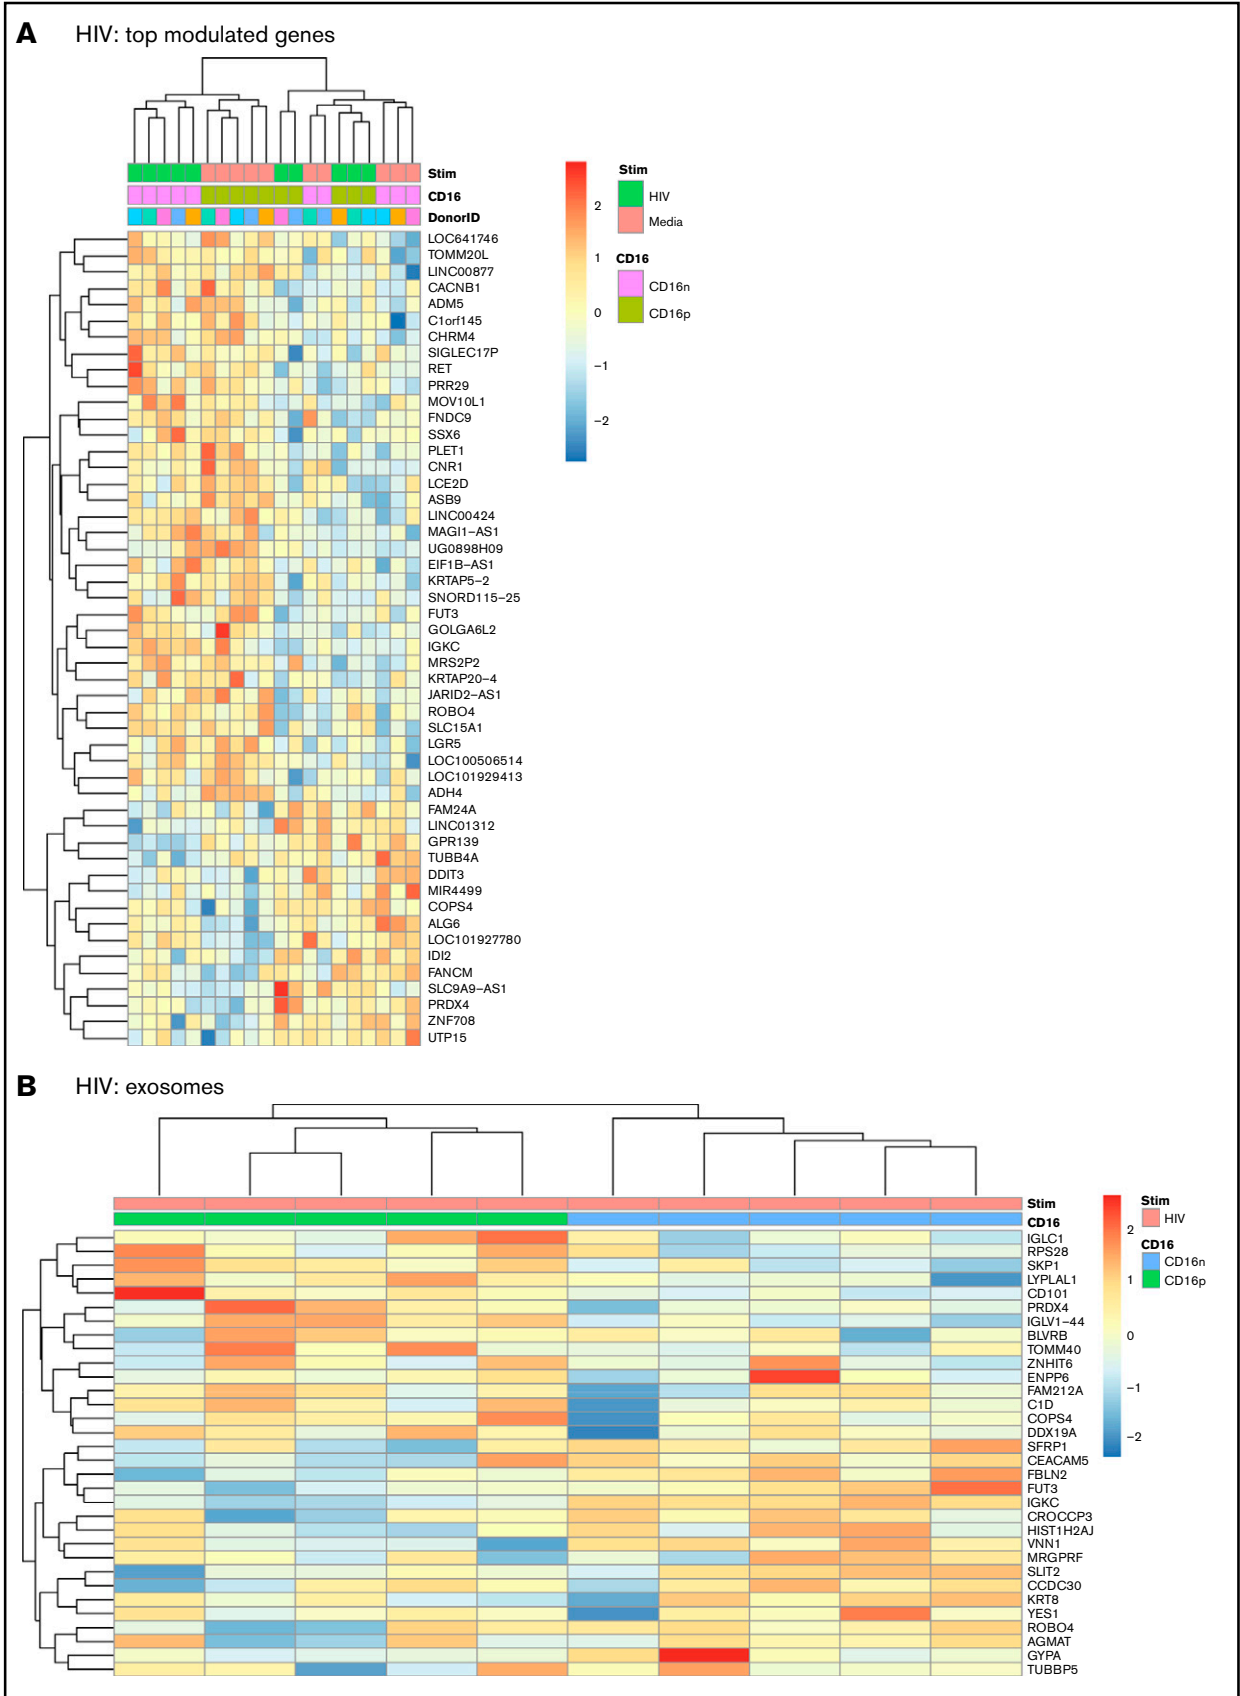 A HIV: top modulated genes
Stim
CD16
DonorID
LOC641746
TOMM20L
LINC00877
CACNB1
ADM5
C1orf145
CHRM4
SIGLEC17P
RET
PRR29
MOV10L1
FNDC9
SSX6
PLET1
CNR1
LCE2D
ASB9
LINC00424
MAGI1-AS1
UG0898H09
EIF1B-AS1
KRTAP5-2
SNORD115-25
FUT3
GOLGA6L2
IGKC
MRS2P2
KRTAP20-4
JARID2-AS1
ROBO4
SLC15A1
LGR5
LOC100506514
LOC101929413
ADH4
FAM24A
LINC01312
GPR139
TUBB4A
DDIT3
MIR4499
COPS4
ALG6
LOC101927780
IDI2
FANCM
SLC9A9-AS1
PRDX4
ZNF708
UTP15
2
1
0
-1
-2
Stim
HIV
Media
CD16
CD16n
CD16p
B HIV: exosomes
Stim
CD16
IGLC1
RPS28
SKP1
LYPLAL1
CD101
PRDX4
IGLV1-44
BLVRB
TOMM40
ZNHIT6
ENPP6
FAM212A
C1D
COPS4
DDX19A
SFRP1
CEACAM5
FBLN2
FUT3
IGKC
CROCCP3
HIST1H2AJ
VNN1
MRGPRF
SLIT2
CCDC30
KRT8
YES1
ROBO4
AGMAT
GYPA
TUBBP5
2
1
0
-1
-2
Stim
HIV
CD16
CD16n
CD16p